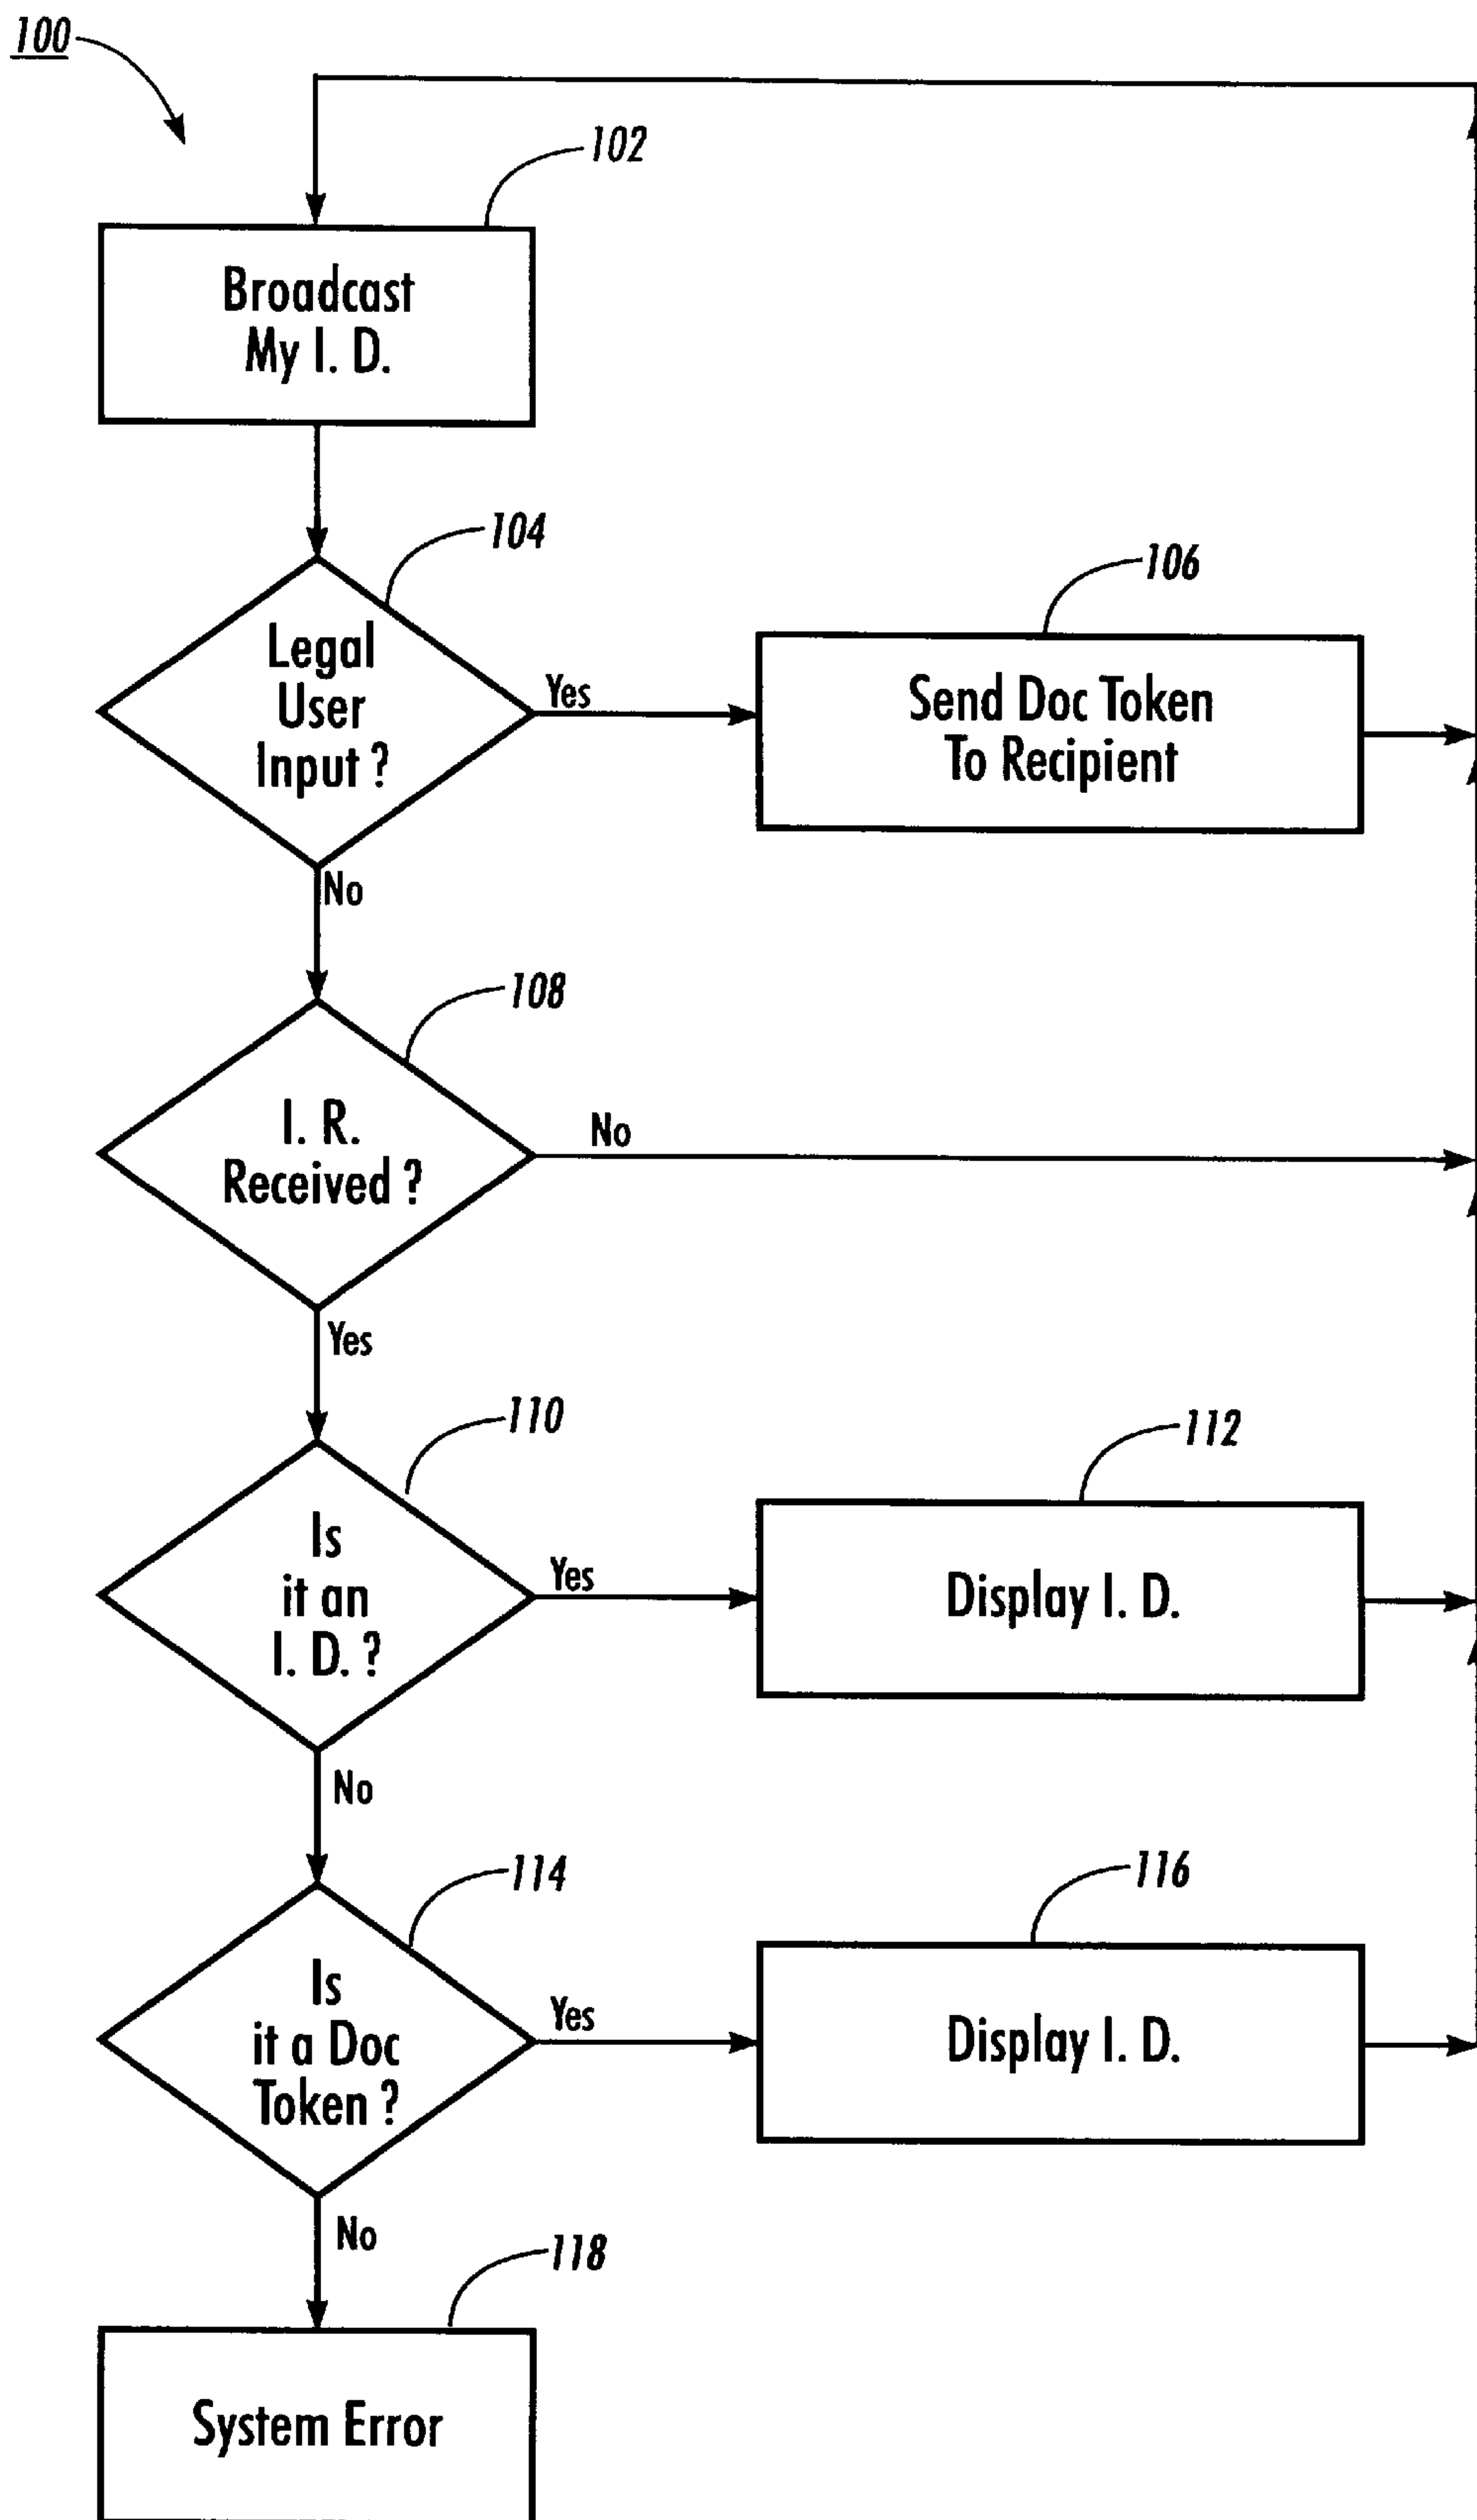 100
102
Broadcast
My I. D.
104
Legal
User
Input ?
Yes
106
Send Doc Token
To Recipient
No
108
I. R.
Received ?
No
Yes
110
Is
it an
I. D. ?
Yes
112
Display I. D.
No
114
Is
it a Doc
Token ?
Yes
116
Display I. D.
No
118
System Error